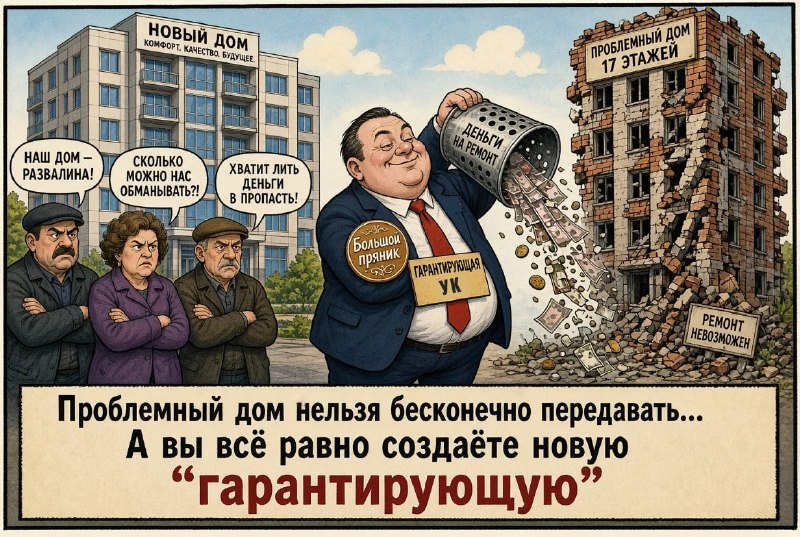 НОВЫЙ ДОМ
КОМФОРТ. КАЧЕСТВО. БУДУЩЕЕ.
ПРОБЛЕМНЫЙ ДОМ
17 ЭТАЖЕЙ
НАШ ДОМ –
РАЗВАЛИНА!
СКОЛЬКО
МОЖНО НАС
ОБМАНЫВАТЬ?!
ХВАТИТ ЛИТЬ
ДЕНЬГИ
В ПРОПАСТЬ!
ДЕНЬГИ
НА РЕМОНТ
Большой
пряник
ГАРАНТИРУЮЩАЯ
УК
РЕМОНТ
НЕВОЗМОЖЕН
Проблемный дом нельзя бесконечно передавать...
А вы всё равно создаёте новую
“гарантирующую”